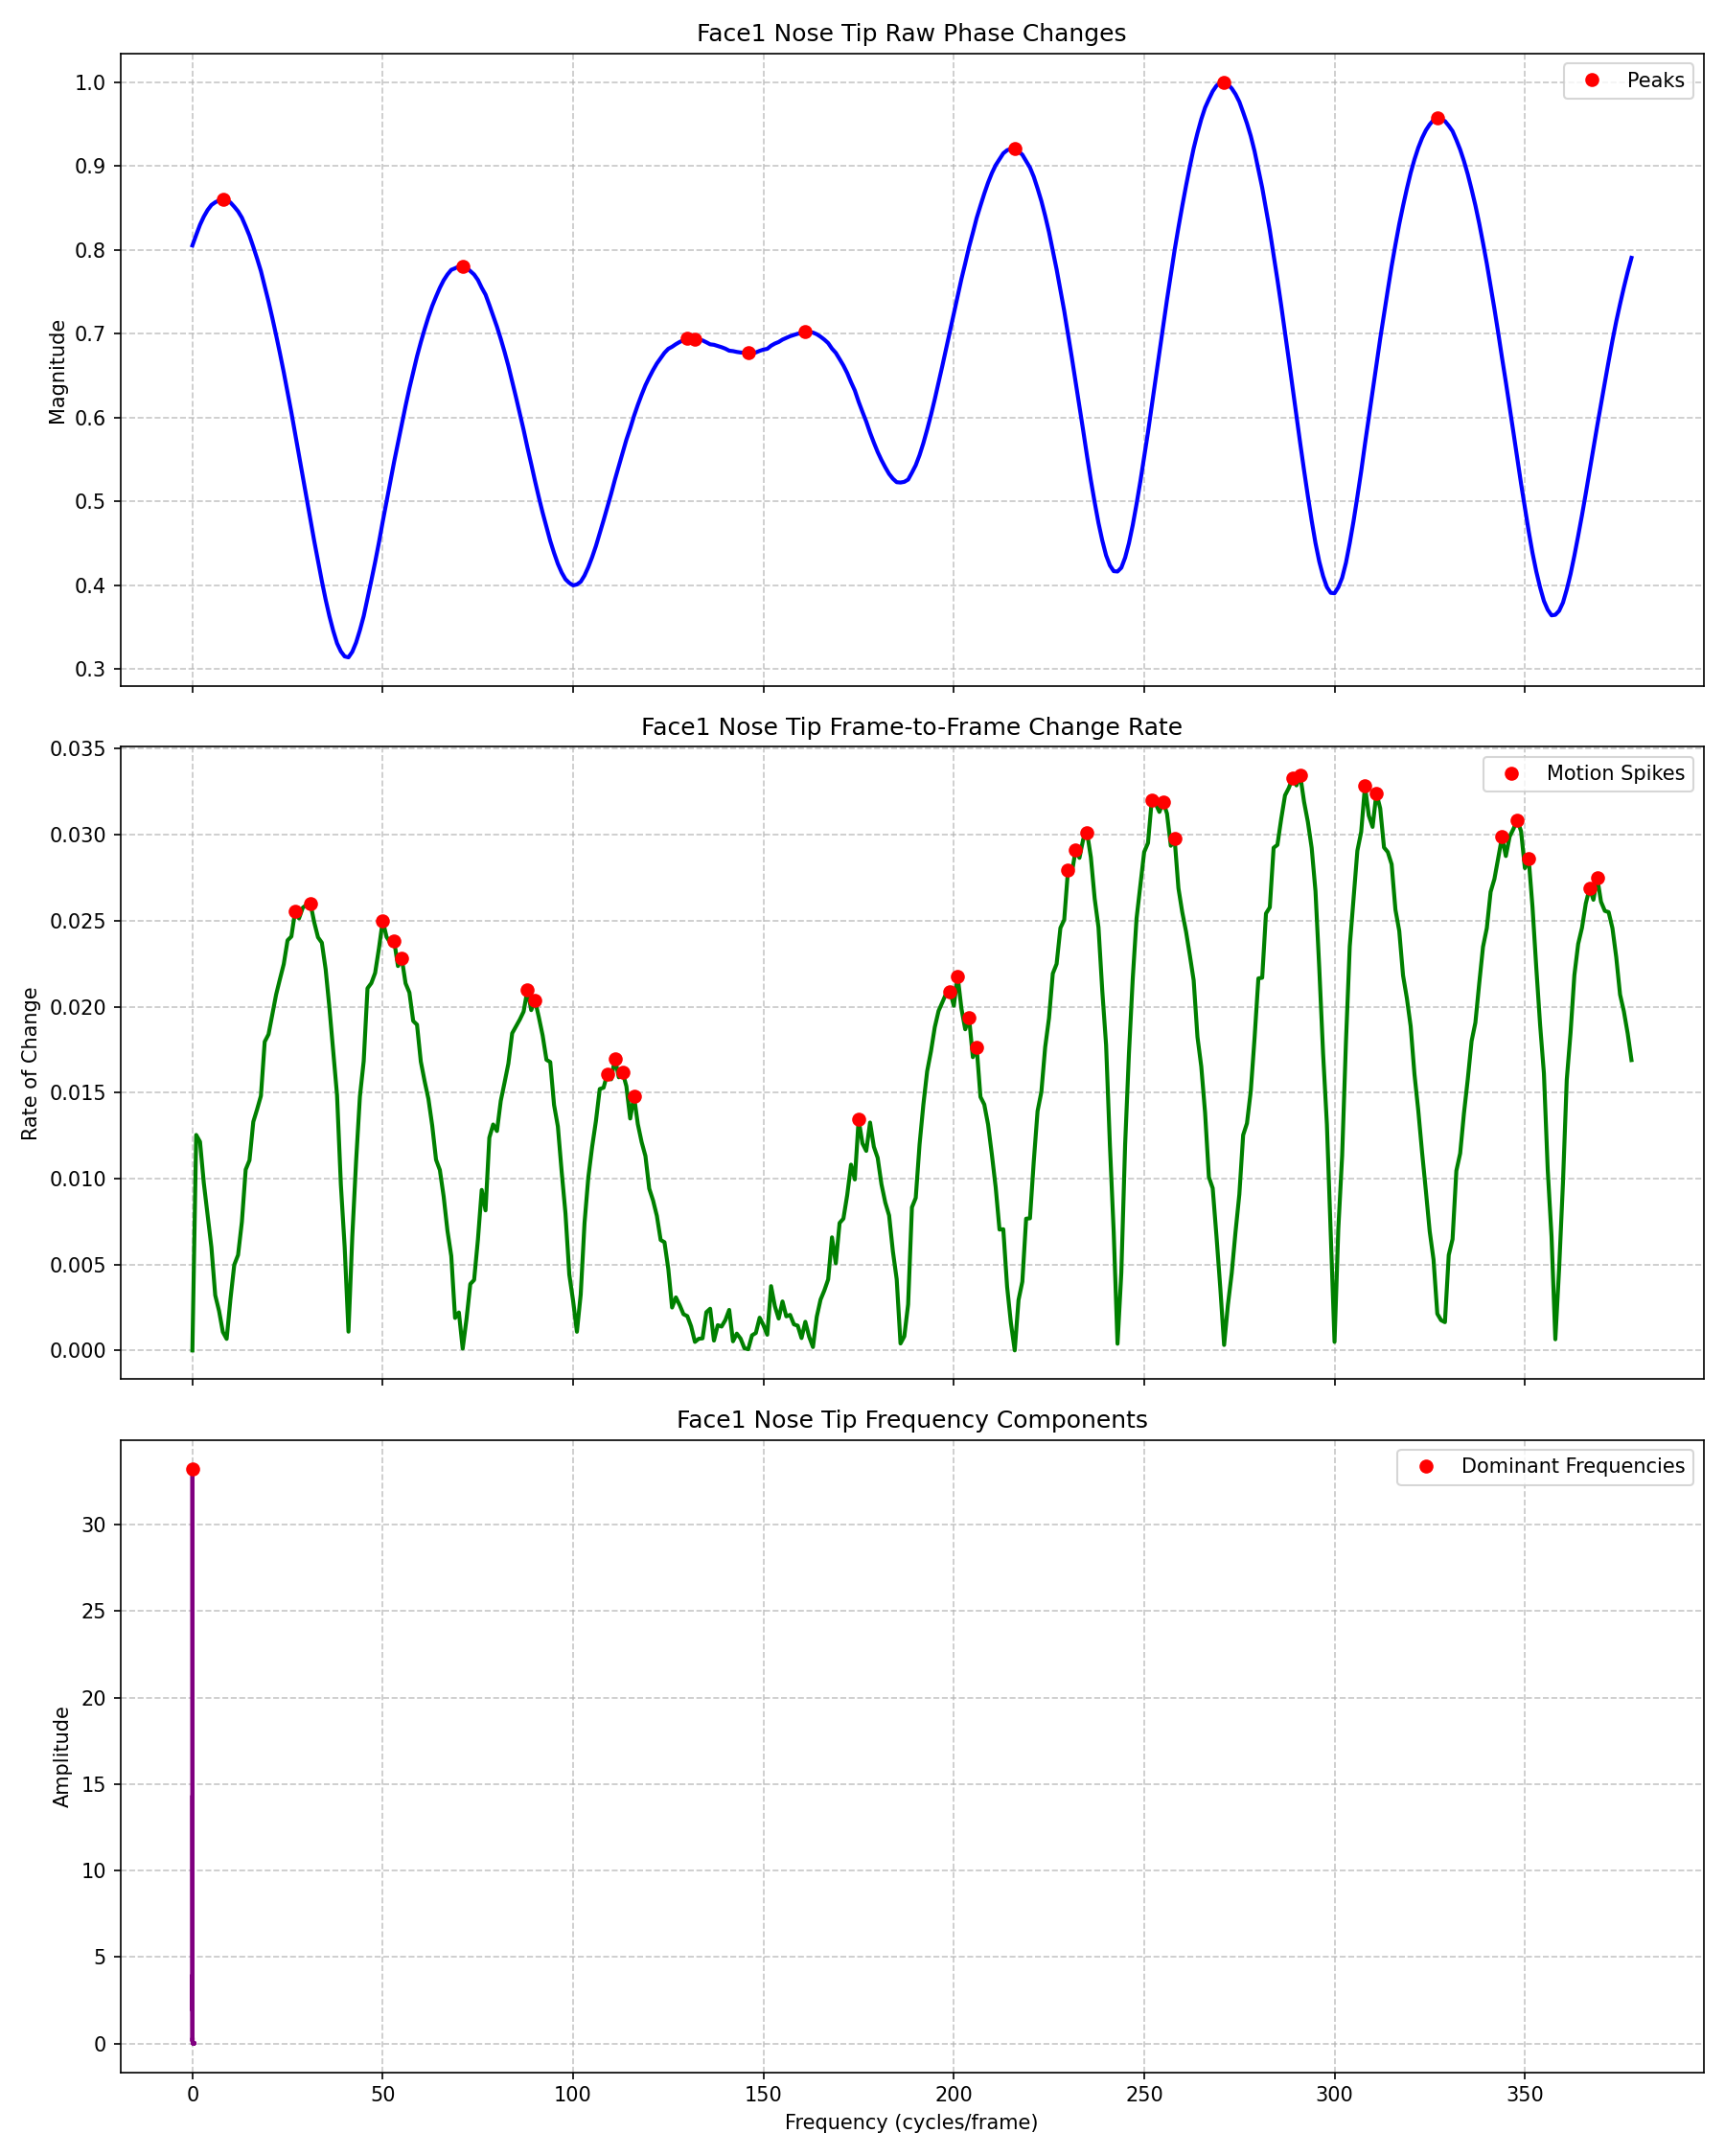 Face1 Nose Tip Raw Phase Changes
Peaks
1.0
0.9
0.8
0.7
0.6
0.5
0.4
0.3
Magnitude
Face1 Nose Tip Frame-to-Frame Change Rate
Motion Spikes
0.035
0.030
0.025
0.020
0.015
0.010
0.005
0.000
Rate of Change
Face1 Nose Tip Frequency Components
Dominant Frequencies
30
25
20
15
10
5
0
Amplitude
0 50 100 150 200 250 300 350
Frequency (cycles/frame)